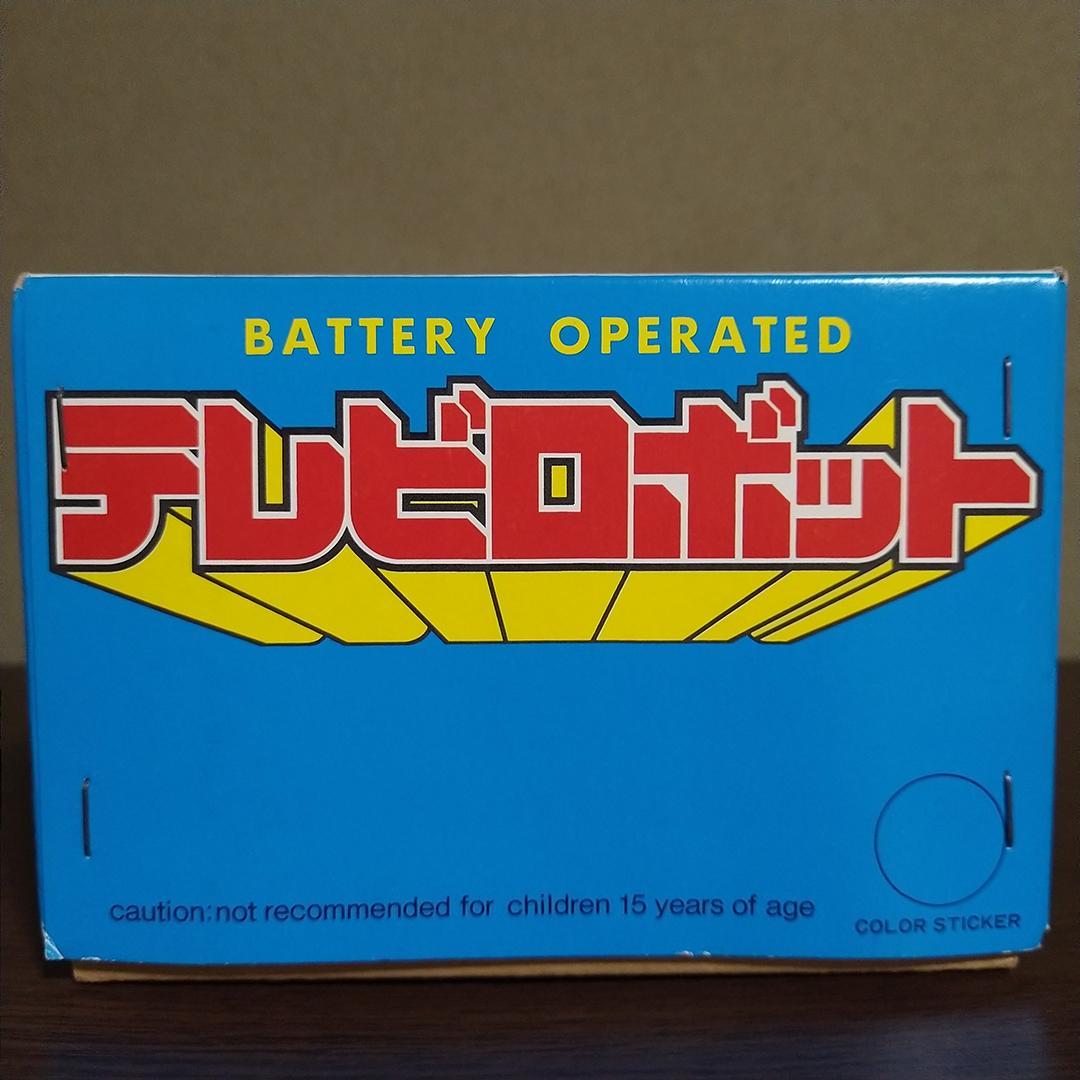 BATTERY OPERATED
テレビロボット
caution:not recommended for children 15 years of age
COLOR STICKER